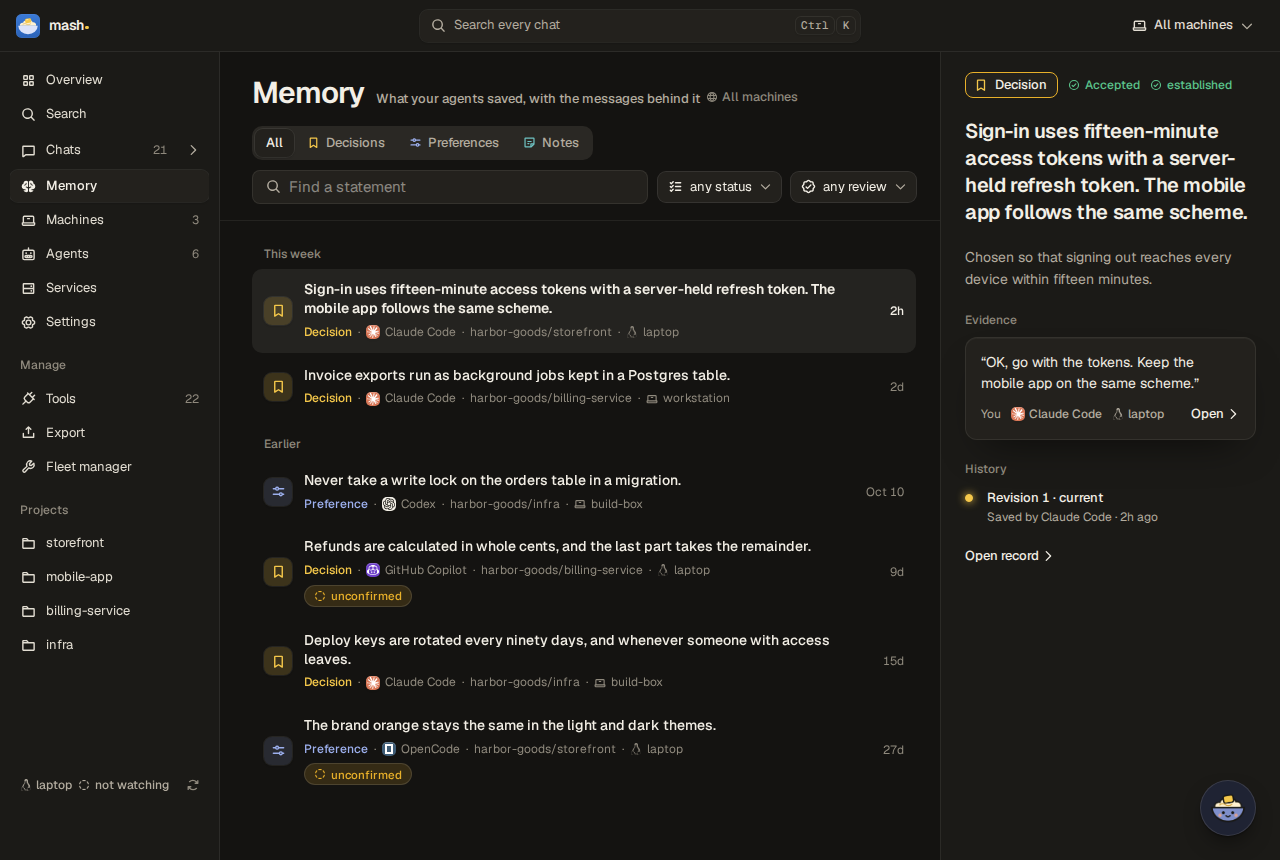 mash
Search every chat
Ctrl K
All machines
Overview
Search
Chats 21
Memory
Machines 3
Agents 6
Services
Settings
Manage
Tools 22
Export
Fleet manager
Projects
storefront
mobile-app
billing-service
infra
laptop not watching
Memory What your agents saved, with the messages behind it All machines
All Decisions Preferences Notes
Find a statement any status any review
This week
Sign-in uses fifteen-minute access tokens with a server-held refresh token. The
mobile app follows the same scheme.
Decision · Claude Code · harbor-goods/storefront · laptop
2h
Invoice exports run as background jobs kept in a Postgres table.
Decision · Claude Code · harbor-goods/billing-service · workstation
2d
Earlier
Never take a write lock on the orders table in a migration.
Preference · Codex · harbor-goods/infra · build-box
Oct 10
Refunds are calculated in whole cents, and the last part takes the remainder.
Decision · GitHub Copilot · harbor-goods/billing-service · laptop
unconfirmed
9d
Deploy keys are rotated every ninety days, and whenever someone with access
leaves.
Decision · Claude Code · harbor-goods/infra · build-box
15d
The brand orange stays the same in the light and dark themes.
Preference · OpenCode · harbor-goods/storefront · laptop
unconfirmed
27d
Decision Accepted established
Sign-in uses fifteen-minute
access tokens with a server-
held refresh token. The mobile
app follows the same scheme.
Chosen so that signing out reaches every
device within fifteen minutes.
Evidence
“OK, go with the tokens. Keep the
mobile app on the same scheme.”
You Claude Code laptop Open
History
Revision 1 · current
Saved by Claude Code · 2h ago
Open record